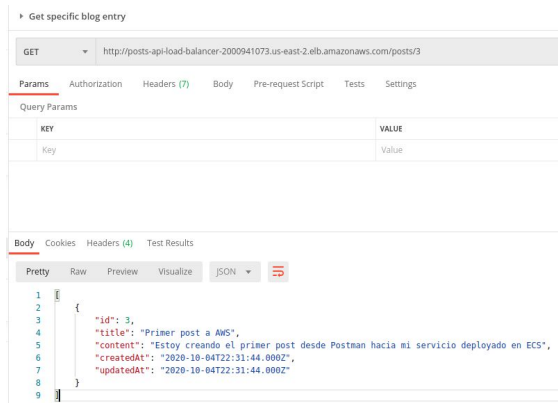 Get specific blog entry
GET http://posts-api-load-balancer-2000941073.us-east-2.elb.amazonaws.com/posts/3
Params Authorization Headers (7) Body Pre-request Script Tests Settings
Query Params
KEY VALUE
Key Value
Body Cookies Headers (4) Test Results
Pretty Raw Preview Visualize JSON
1 [
2 {
3 "id": 3,
4 "title": "Primer post a AWS",
5 "content": "Estoy creando el primer post desde Postman hacia mi servicio deployado en ECS",
6 "createdAt": "2020-10-04T22:31:44.000Z",
7 "updatedAt": "2020-10-04T22:31:44.000Z"
8 }
9 ]